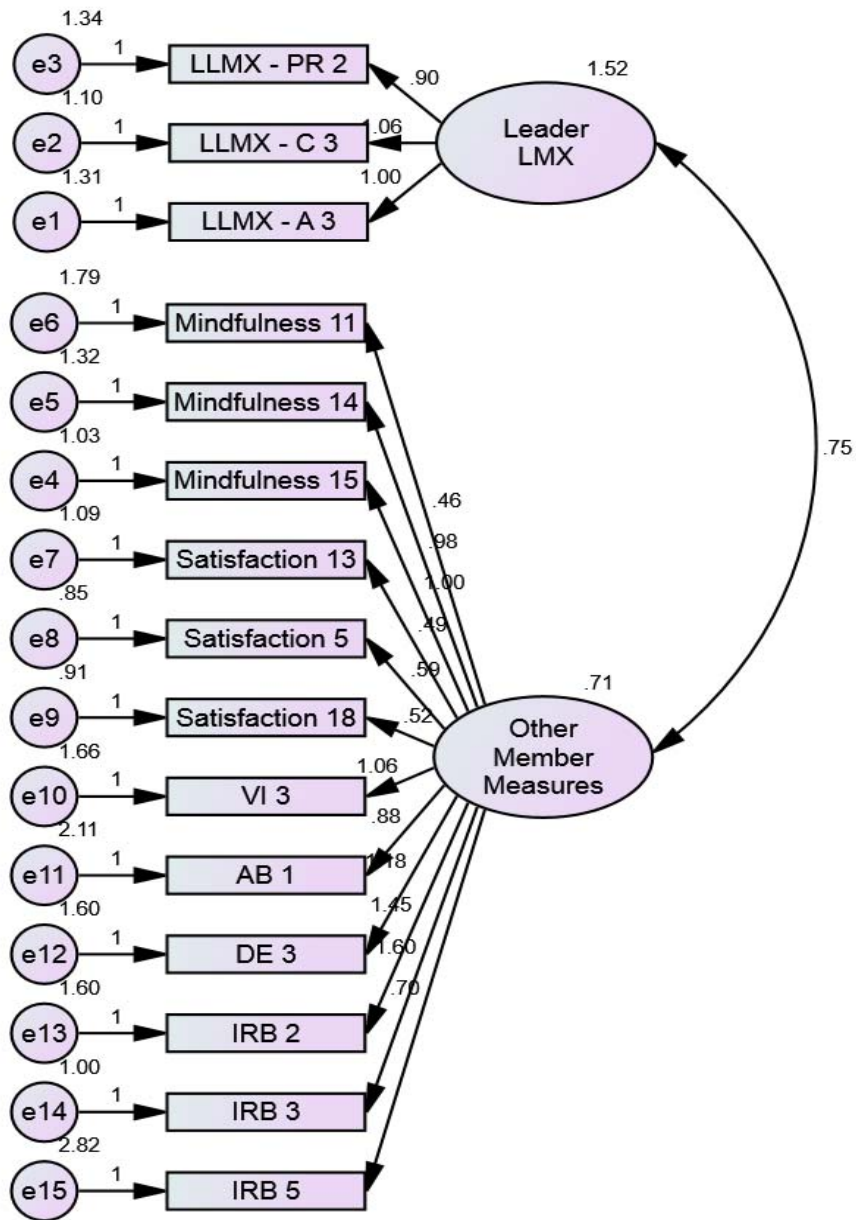 1.34
e3
1
LLMX - PR 2
.90
1.52
Leader
LMX
1.10
e2
1
LLMX - C 3
1.06
1.31
e1
1
LLMX - A 3
1.00
1.79
e6
1
Mindfulness 11
.46
1.32
e5
1
Mindfulness 14
.98
1.03
e4
1
Mindfulness 15
1.00
1.09
e7
1
Satisfaction 13
.49
.85
e8
1
Satisfaction 5
.59
.91
e9
1
Satisfaction 18
.52
.75
.71
Other
Member
Measures
1.66
e10
1
VI 3
1.06
2.11
e11
1
AB 1
.88
1.60
e12
1
DE 3
1.18
1.60
e13
1
IRB 2
1.45
1.00
e14
1
IRB 3
1.60
2.82
e15
1
IRB 5
.70